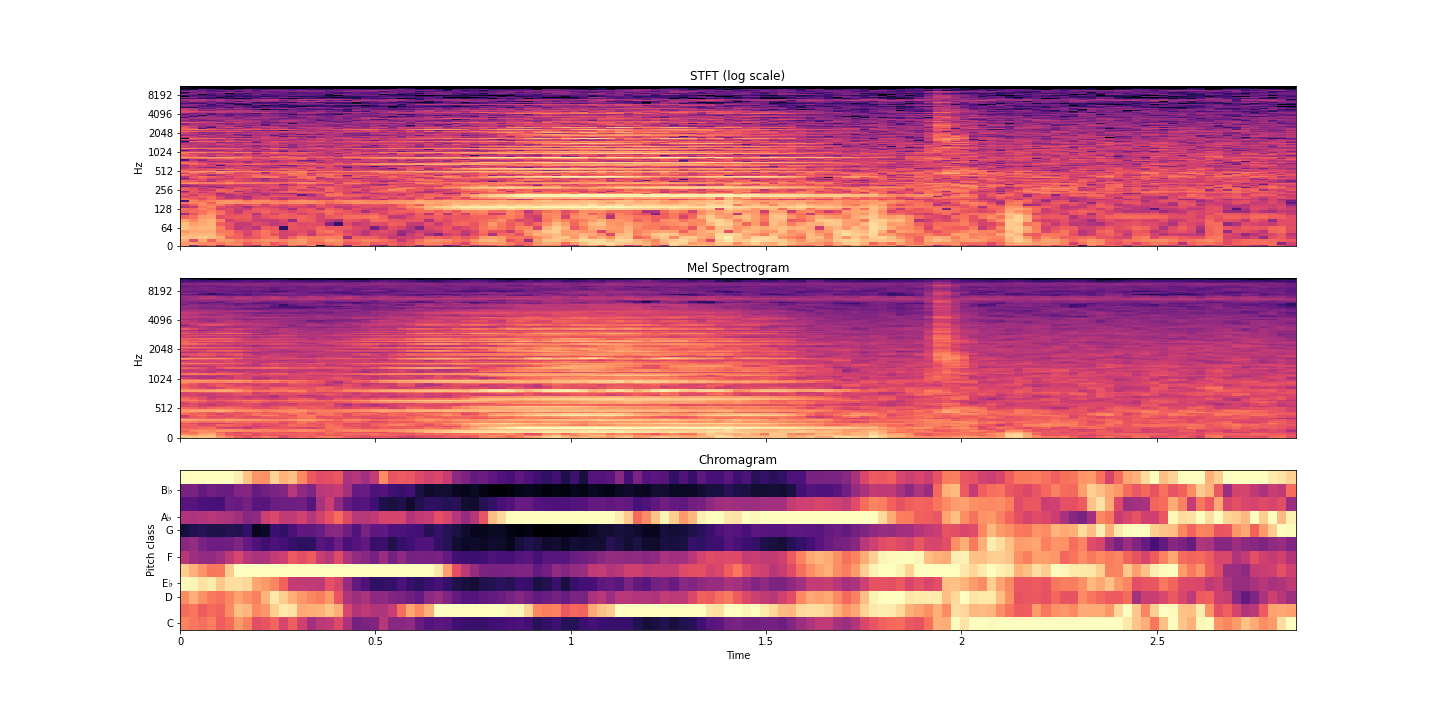 STFT (log scale)
8192
4096
2048
1024
512
256
128
64
0
Hz
Mel Spectrogram
8192
4096
2048
1024
512
0
Hz
Chromagram
B♭
A♭
G
F
E♭
D
C
Pitch class
0 0.5 1 1.5 2 2.5
Time